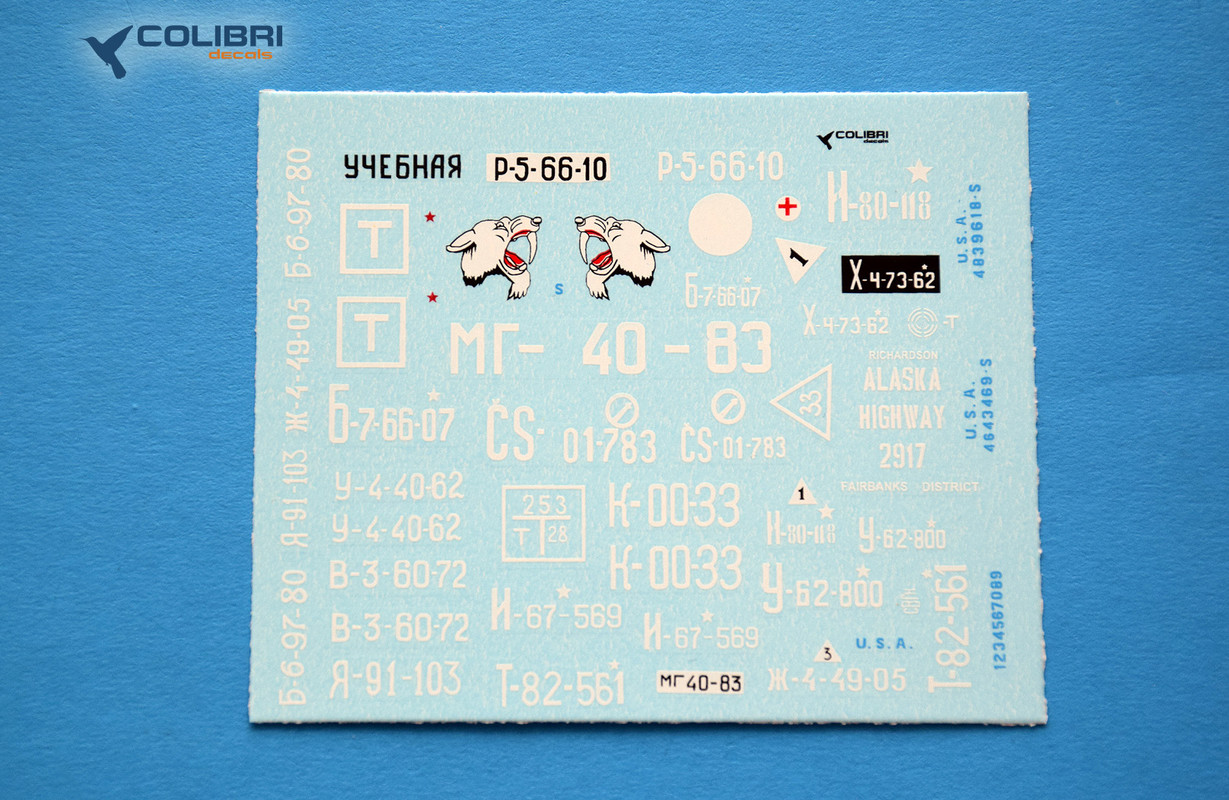 COLIBRI
decals
COLIBRI
decals
УЧЕБНАЯ
Р-5-66-10
Р-5-66-10
И-80-118
U.S.A.
4839618-S
Б-6-97-80
Т
1
Х-4-73-62
S
Б-7-66-07
Х-4-73-62
-Т
Т
МГ- 40 - 83
RICHARDSON
ALASKA
HIGHWAY
2917
FAIRBANKS DISTRICT
U.S.A.
4643469-S
Ж-4-49-05
Б-7-66-07
ČS- 01-783
ČS-01-783
33
Я-91-103
У-4-40-62
У-4-40-62
253
Т Т 28
К-00-33
К-00-33
1
И-80-118
У-62-800
В-3-60-72
В-3-60-72
И-67-569
И-67-569
У-62-800
Т-82-561
1234567089
Б-6-97-80
Я-91-103
Т-82-561
МГ40-83
3
U.S.A.
Ж-4-49-05